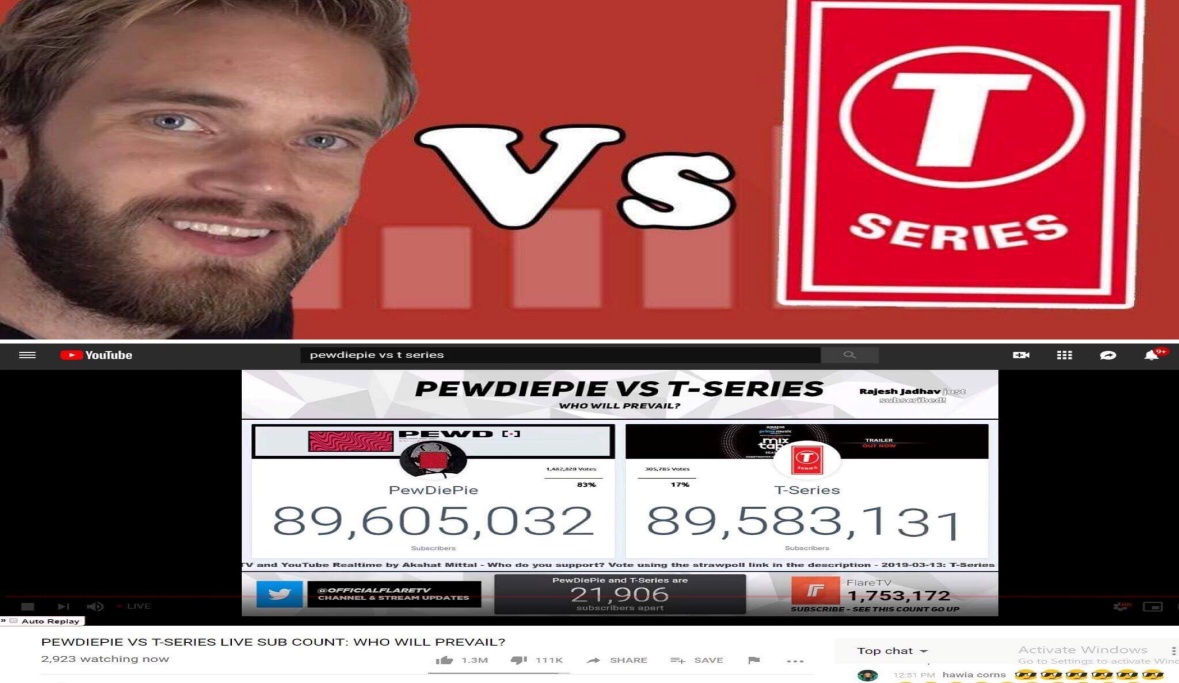 Vs
T
SERIES
YouTube
pewdiepie vs t series
9+
PEWDIEPIE VS T-SERIES
WHO WILL PREVAIL?
Rajesh Jadhav just
subscribed!
PEWD
1,482,829 Votes
83%
PewDiePie
89,605,032
Subscribers
mix
TRAILER
OUT NOW
305,785 Votes
17%
T-Series
89,583,131
Subscribers
TV and YouTube Realtime by Akshat Mittal - Who do you support? Vote using the strawpoll link in the description - 2019-03-13: T-Series
@OFFICIALFLARETV
CHANNEL & STREAM UPDATES
PewDiePie and T-Series are
21,906
subscribers apart
FlareTV
1,753,172
SUBSCRIBE - SEE THIS COUNT GO UP
LIVE
» Auto Replay
PEWDIEPIE VS T-SERIES LIVE SUB COUNT: WHO WILL PREVAIL?
2,923 watching now
1.3M
111K
SHARE
SAVE
Top chat
Activate Windows
Go to Settings to activate Wind
12:51 PM hawia corns